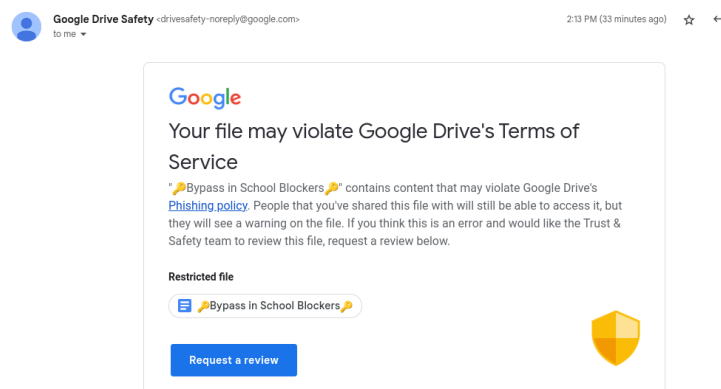 Google Drive Safety <drivesafety-noreply@google.com> 2:13 PM (33 minutes ago)
to me
Google
Your file may violate Google Drive's Terms of
Service
"🔑Bypass in School Blockers🔑" contains content that may violate Google Drive's
Phishing policy. People that you've shared this file with will still be able to access it, but
they will see a warning on the file. If you think this is an error and would like the Trust &
Safety team to review this file, request a review below.
Restricted file
🔑Bypass in School Blockers🔑
Request a review